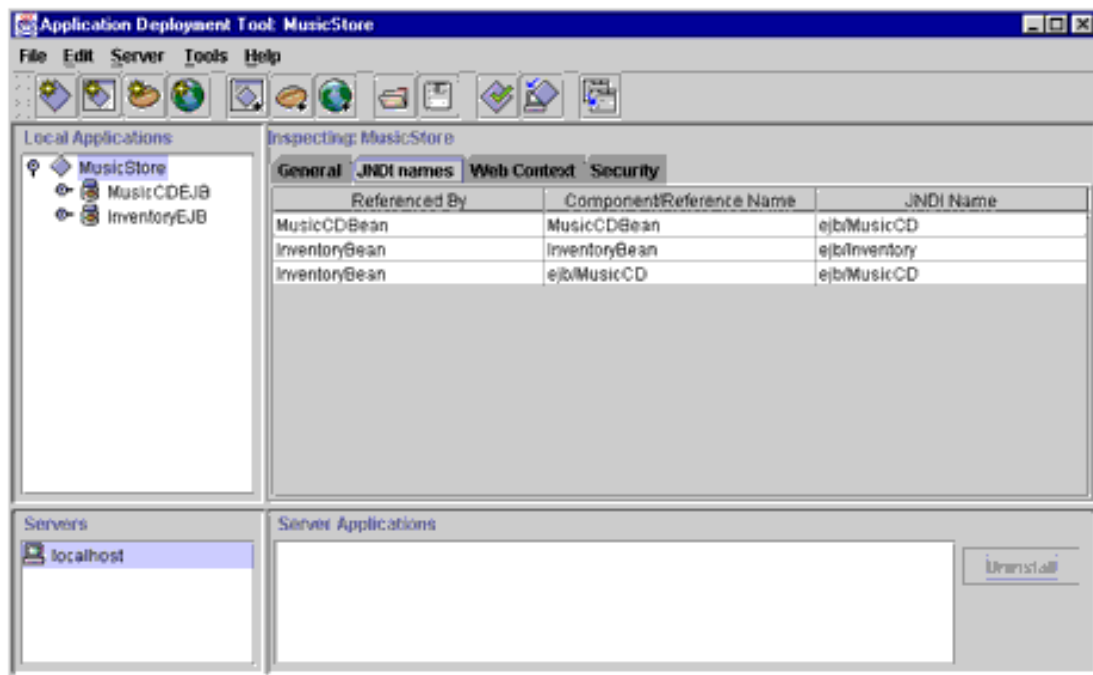 Application Deployment Tool: MusicStore
File Edit Server Tools Help
Local Applications
MusicStore
MusicCDEJB
InventoryEJB
Inspecting: MusicStore
General JNDI names Web Context Security
Referenced By Component/Reference Name JNDI Name
MusicCDBean MusicCDBean ejb/MusicCD
InventoryBean InventoryBean ejb/Inventory
InventoryBean ejb/MusicCD ejb/MusicCD
Servers
localhost
Server Applications
Uninstall